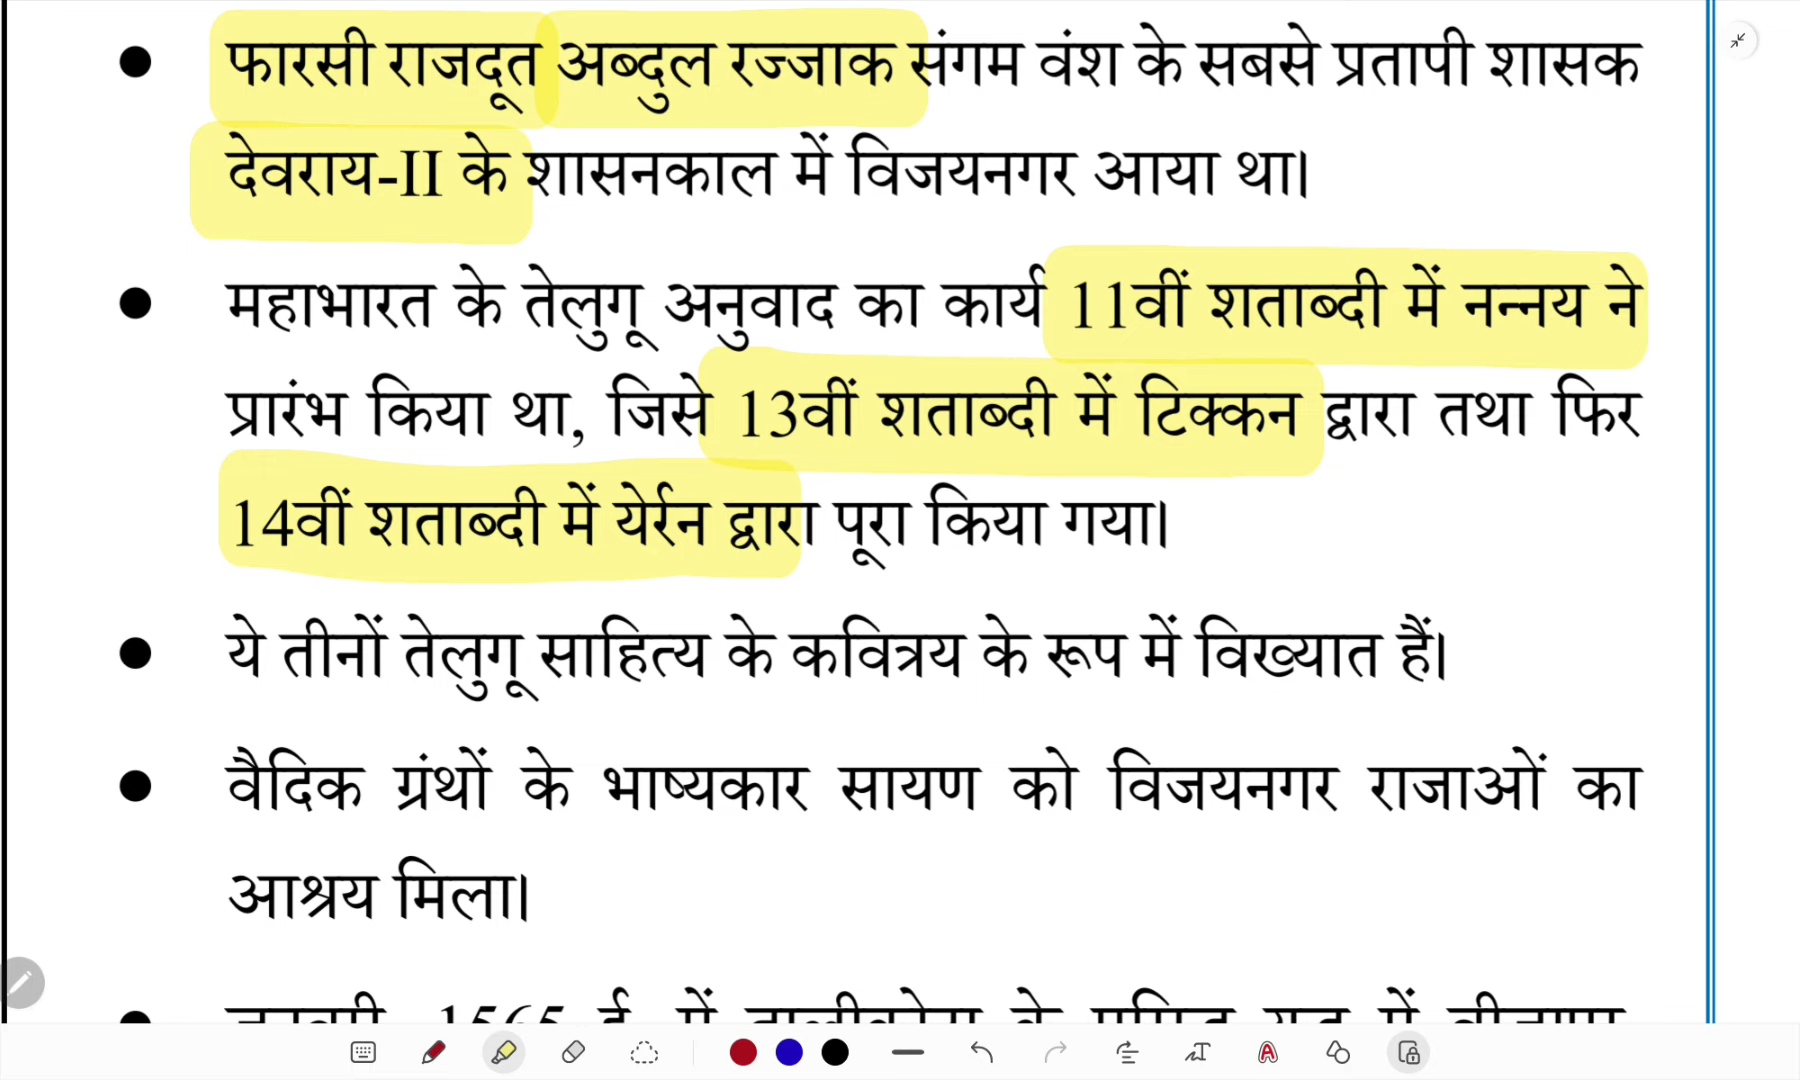 ● फारसी राजदूत अब्दुल रज्जाक संगम वंश के सबसे प्रतापी शासक
देवराय-II के शासनकाल में विजयनगर आया था।
● महाभारत के तेलुगू अनुवाद का कार्य 11वीं शताब्दी में नन्नय ने
प्रारंभ किया था, जिसे 13वीं शताब्दी में टिक्कन द्वारा तथा फिर
14वीं शताब्दी में येर्रन द्वारा पूरा किया गया।
● ये तीनों तेलुगू साहित्य के कवित्रय के रूप में विख्यात हैं।
● वैदिक ग्रंथों के भाष्यकार सायण को विजयनगर राजाओं का
आश्रय मिला।
● 1565 ई. में के में